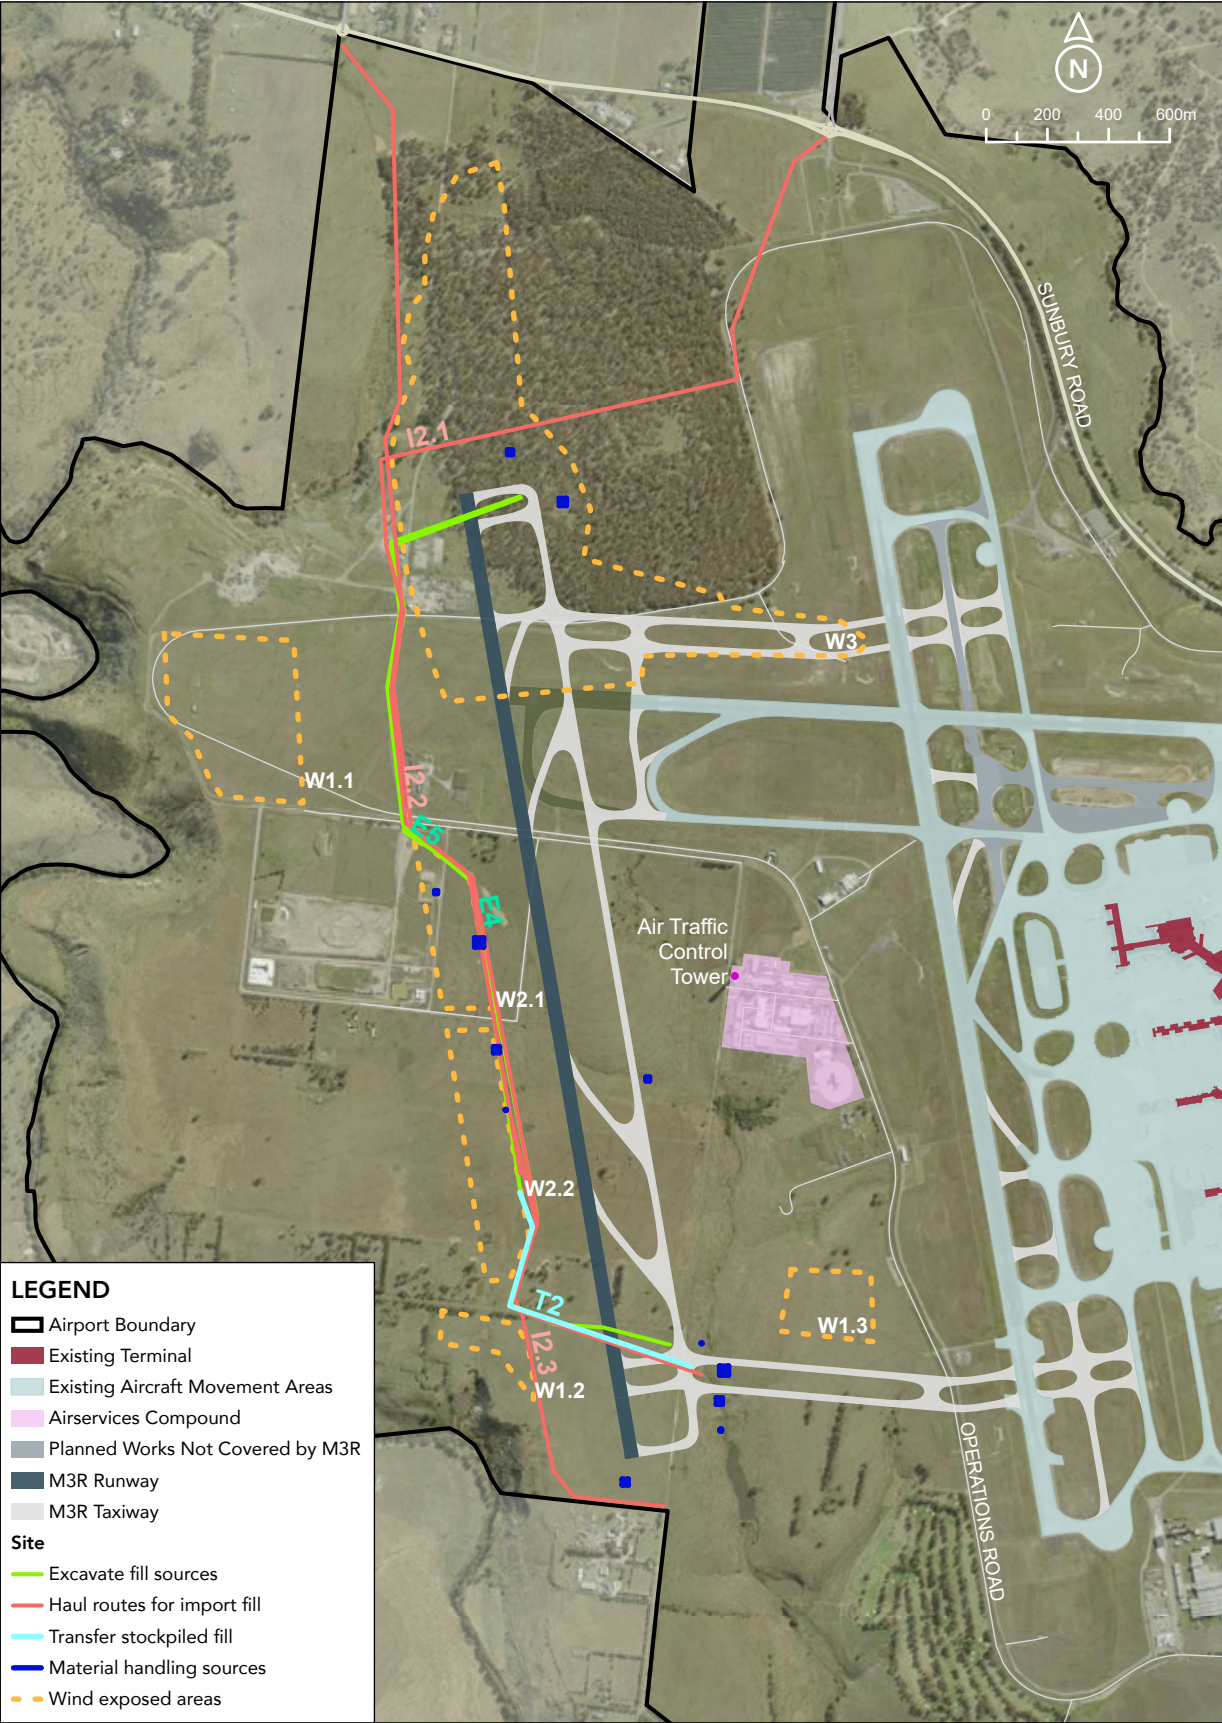 N
0 200 400 600m
SUNBURY ROAD
I2.1
W3
W1.1
I2.2
E5
E4
Air Traffic
Control
Tower
W2.1
W2.2
T2
I2.3
W1.2
W1.3
OPERATIONS ROAD
LEGEND
Airport Boundary
Existing Terminal
Existing Aircraft Movement Areas
Airservices Compound
Planned Works Not Covered by M3R
M3R Runway
M3R Taxiway
Site
Excavate fill sources
Haul routes for import fill
Transfer stockpiled fill
Material handling sources
Wind exposed areas